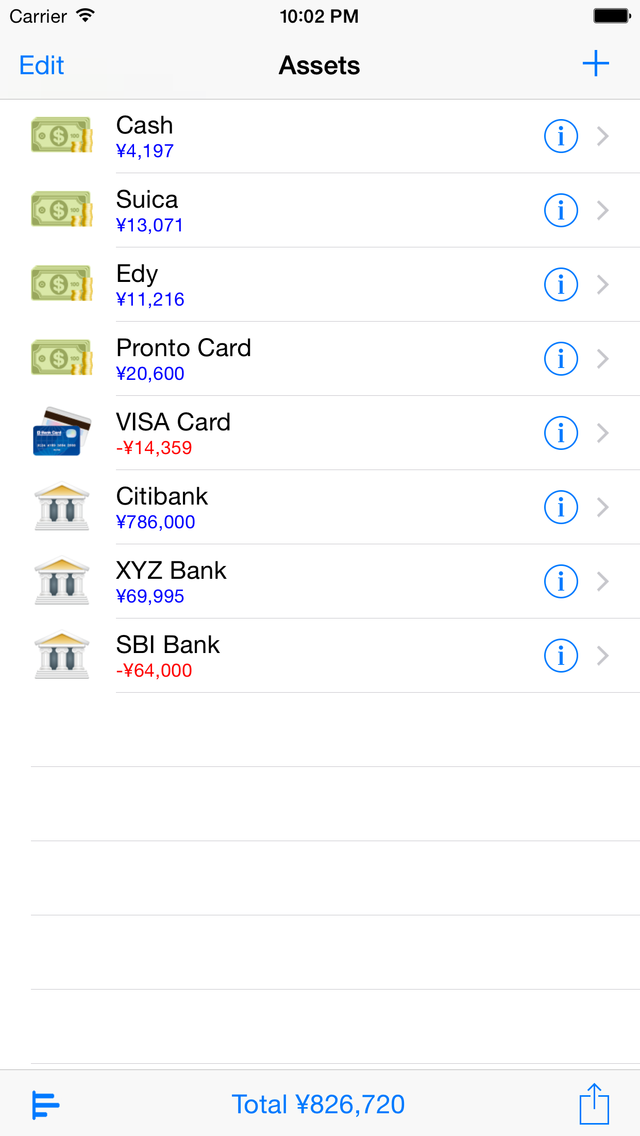 Carrier 10:02 PM
Edit Assets +
Cash
¥4,197
Suica
¥13,071
Edy
¥11,216
Pronto Card
¥20,600
VISA Card
-¥14,359
Citibank
¥786,000
XYZ Bank
¥69,995
SBI Bank
-¥64,000
Total ¥826,720